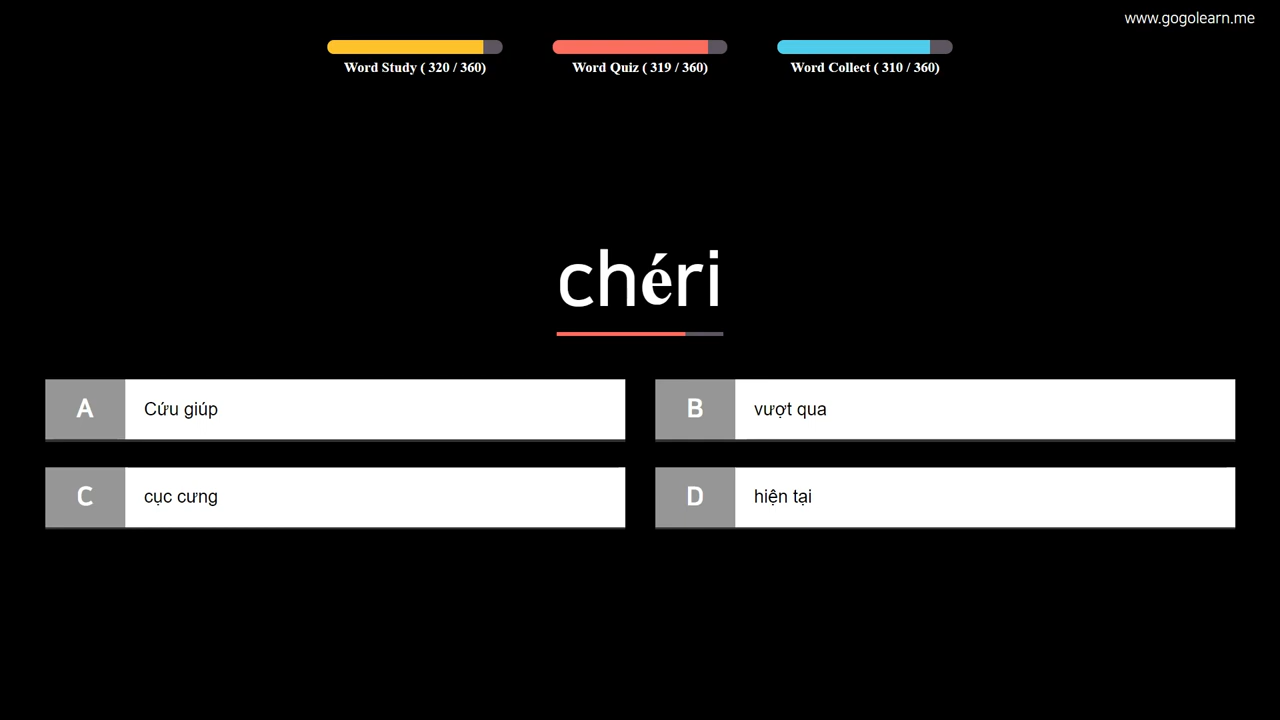 www.gogolearn.me
Word Study ( 320 / 360)
Word Quiz ( 319 / 360)
Word Collect ( 310 / 360)
chéri
A Cứu giúp
B vượt qua
C cục cưng
D hiện tại